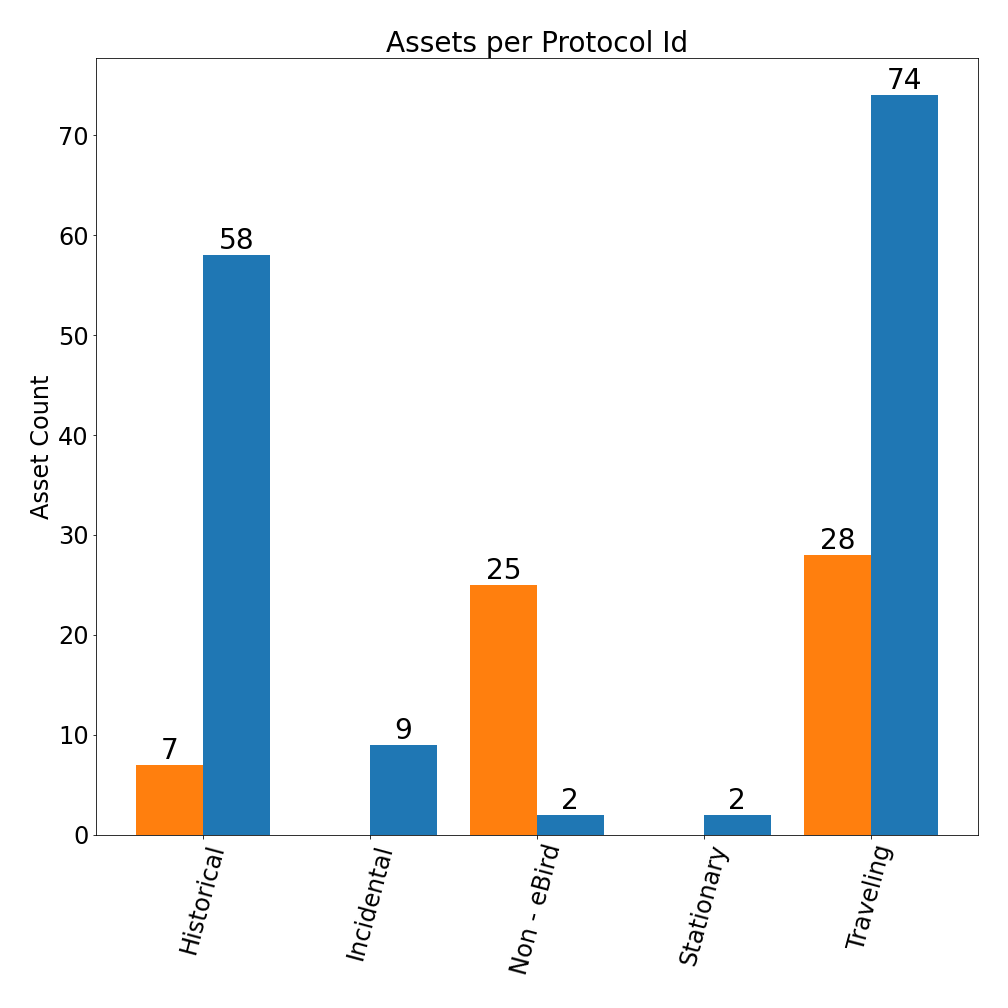 Assets per Protocol Id
Asset Count
70
60
50
40
30
20
10
0
7
58
9
25
2
2
28
74
Historical
Incidental
Non - eBird
Stationary
Traveling